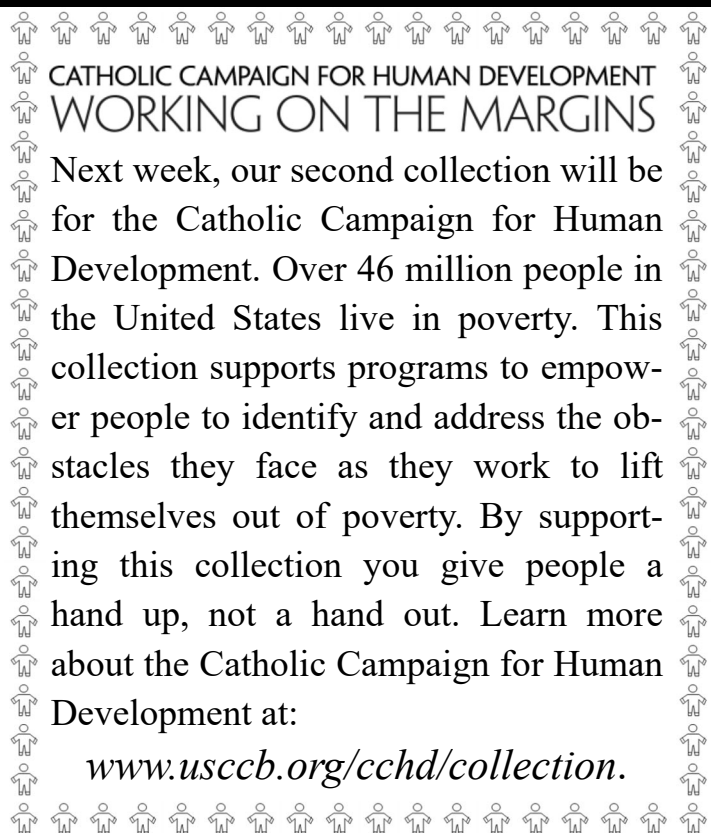 CATHOLIC CAMPAIGN FOR HUMAN DEVELOPMENT
WORKING ON THE MARGINS
Next week, our second collection will be
for the Catholic Campaign for Human
Development. Over 46 million people in
the United States live in poverty. This
collection supports programs to empow-
er people to identify and address the ob-
stacles they face as they work to lift
themselves out of poverty. By support-
ing this collection you give people a
hand up, not a hand out. Learn more
about the Catholic Campaign for Human
Development at:
www.usccb.org/cchd/collection.